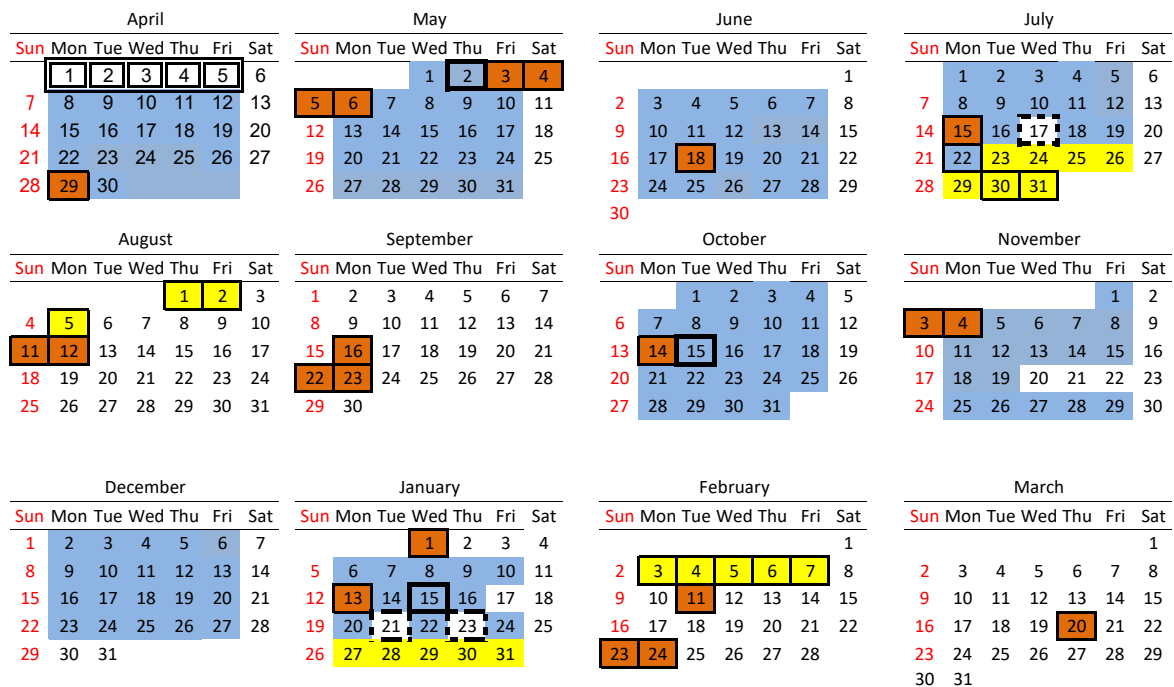 April
Sun Mon Tue Wed Thu Fri Sat
1 2 3 4 5 6
7 8 9 10 11 12 13
14 15 16 17 18 19 20
21 22 23 24 25 26 27
28 29 30
May
Sun Mon Tue Wed Thu Fri Sat
1 2 3 4
5 6 7 8 9 10 11
12 13 14 15 16 17 18
19 20 21 22 23 24 25
26 27 28 29 30 31
June
Sun Mon Tue Wed Thu Fri Sat
1
2 3 4 5 6 7 8
9 10 11 12 13 14 15
16 17 18 19 20 21 22
23 24 25 26 27 28 29
30
July
Sun Mon Tue Wed Thu Fri Sat
1 2 3 4 5 6
7 8 9 10 11 12 13
14 15 16 17 18 19 20
21 22 23 24 25 26 27
28 29 30 31
August
Sun Mon Tue Wed Thu Fri Sat
1 2 3
4 5 6 7 8 9 10
11 12 13 14 15 16 17
18 19 20 21 22 23 24
25 26 27 28 29 30 31
September
Sun Mon Tue Wed Thu Fri Sat
1 2 3 4 5 6 7
8 9 10 11 12 13 14
15 16 17 18 19 20 21
22 23 24 25 26 27 28
29 30
October
Sun Mon Tue Wed Thu Fri Sat
1 2 3 4 5
6 7 8 9 10 11 12
13 14 15 16 17 18 19
20 21 22 23 24 25 26
27 28 29 30 31
November
Sun Mon Tue Wed Thu Fri Sat
1 2
3 4 5 6 7 8 9
10 11 12 13 14 15 16
17 18 19 20 21 22 23
24 25 26 27 28 29 30
December
Sun Mon Tue Wed Thu Fri Sat
1 2 3 4 5 6 7
8 9 10 11 12 13 14
15 16 17 18 19 20 21
22 23 24 25 26 27 28
29 30 31
January
Sun Mon Tue Wed Thu Fri Sat
1 2 3 4
5 6 7 8 9 10 11
12 13 14 15 16 17 18
19 20 21 22 23 24 25
26 27 28 29 30 31
February
Sun Mon Tue Wed Thu Fri Sat
1
2 3 4 5 6 7 8
9 10 11 12 13 14 15
16 17 18 19 20 21 22
23 24 25 26 27 28
March
Sun Mon Tue Wed Thu Fri Sat
1
2 3 4 5 6 7 8
9 10 11 12 13 14 15
16 17 18 19 20 21 22
23 24 25 26 27 28 29
30 31